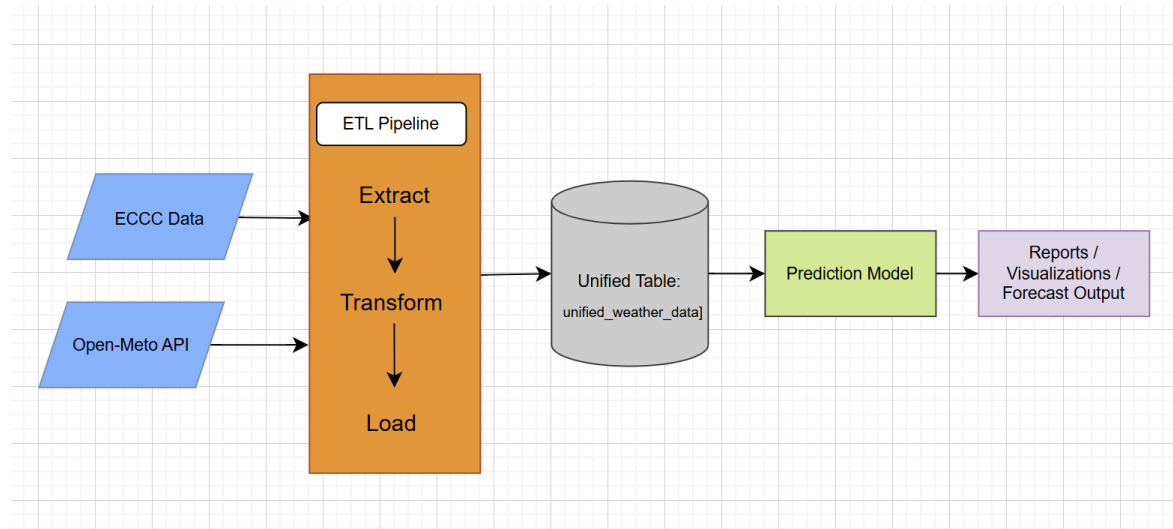 ETL Pipeline
Extract
ECCC Data
Transform
Open-Meto API
Load
Unified Table:
unified_weather_data]
Prediction Model
Reports /
Visualizations /
Forecast Output